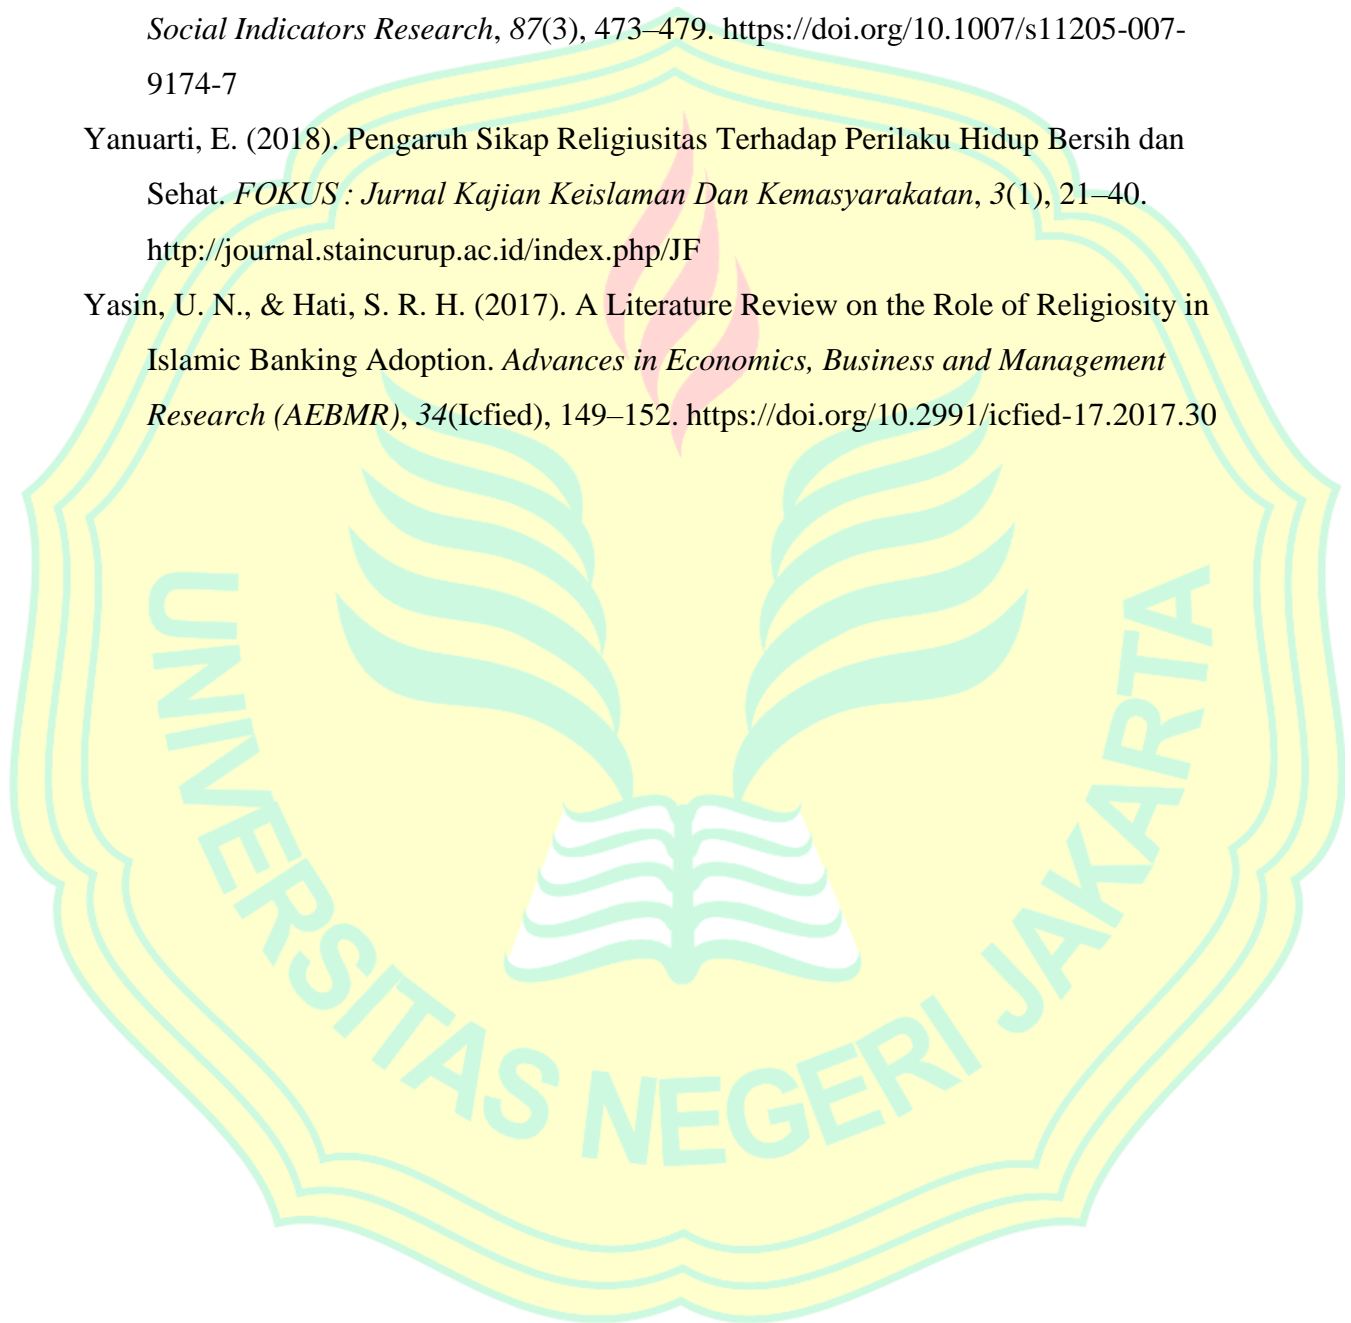 Social Indicators Research, 87(3), 473–479. https://doi.org/10.1007/s11205-007-
9174-7
Yanuarti, E. (2018). Pengaruh Sikap Religiusitas Terhadap Perilaku Hidup Bersih dan
Sehat. FOKUS : Jurnal Kajian Keislaman Dan Kemasyarakatan, 3(1), 21–40.
http://journal.staincurup.ac.id/index.php/JF
Yasin, U. N., & Hati, S. R. H. (2017). A Literature Review on the Role of Religiosity in
Islamic Banking Adoption. Advances in Economics, Business and Management
Research (AEBMR), 34(Icfied), 149–152. https://doi.org/10.2991/icfied-17.2017.30
UNIVERSITAS NEGERI JAKARTA